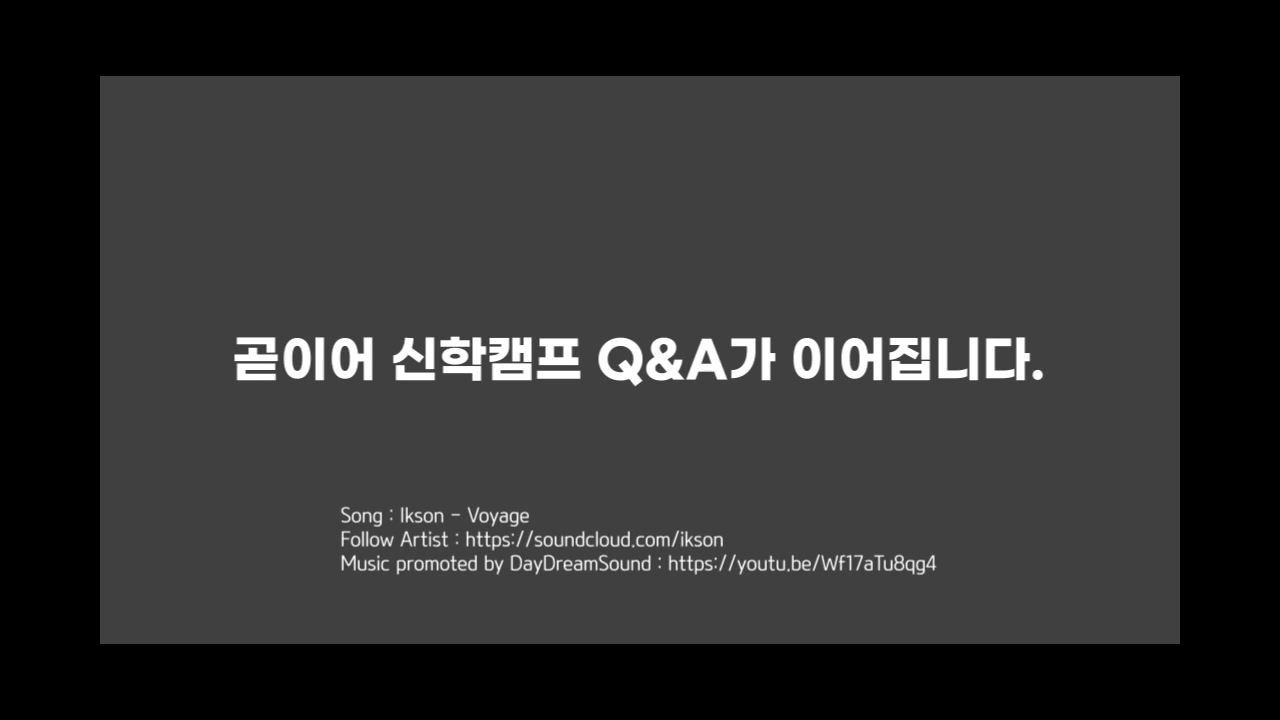 곧이어 신학캠프 Q&A가 이어집니다.
Song : Ikson - Voyage
Follow Artist : https://soundcloud.com/ikson
Music promoted by DayDreamSound : https://youtu.be/Wf17aTu8qg4